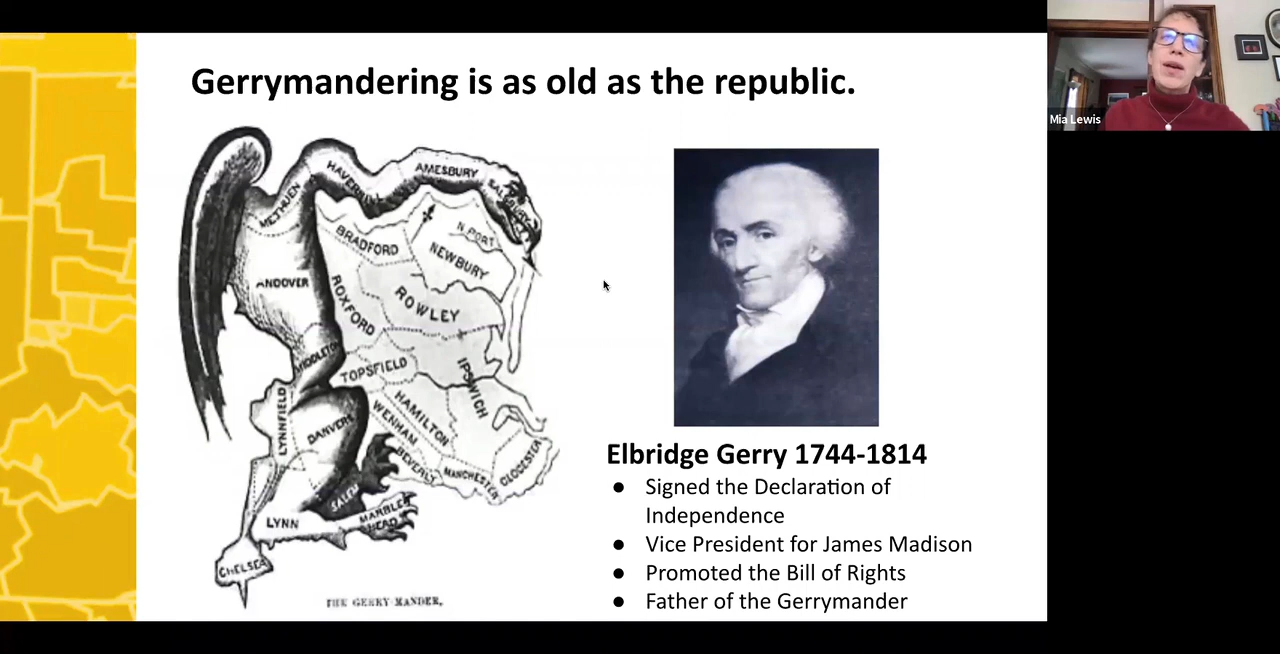 Gerrymandering is as old as the republic.
Mia Lewis
METHUEN
HAVERHILL
AMESBURY
SALISBURY
ANDOVER
BRADFORD
N.PORT
NEWBURY
ROXFORD
ROWLEY
MIDDLETON
TOPSFIELD
IPSWICH
LYNNFIELD
DANVERS
HAMILTON
WENHAM
BEVERLY
MANCHESTER
GLOCESTER
SALEM
LYNN
MARBLE
HEAD
CHELSEA
THE GERRY-MANDER.
Elbridge Gerry 1744-1814
● Signed the Declaration of
Independence
● Vice President for James Madison
● Promoted the Bill of Rights
● Father of the Gerrymander